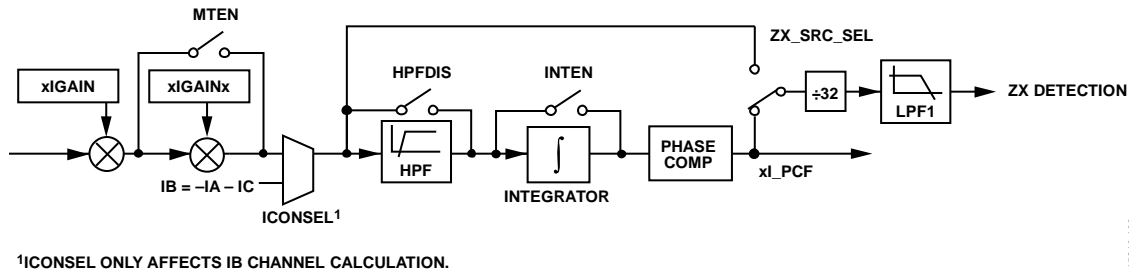 MTEN
ZX_SRC_SEL
xIGAIN
xIGAINx
HPFDIS
INTEN
÷32
LPF1
ZX DETECTION
HPF
∫
INTEGRATOR
PHASE
COMP
xI_PCF
IB = –IA – IC
ICONSEL¹
¹ICONSEL ONLY AFFECTS IB CHANNEL CALCULATION.